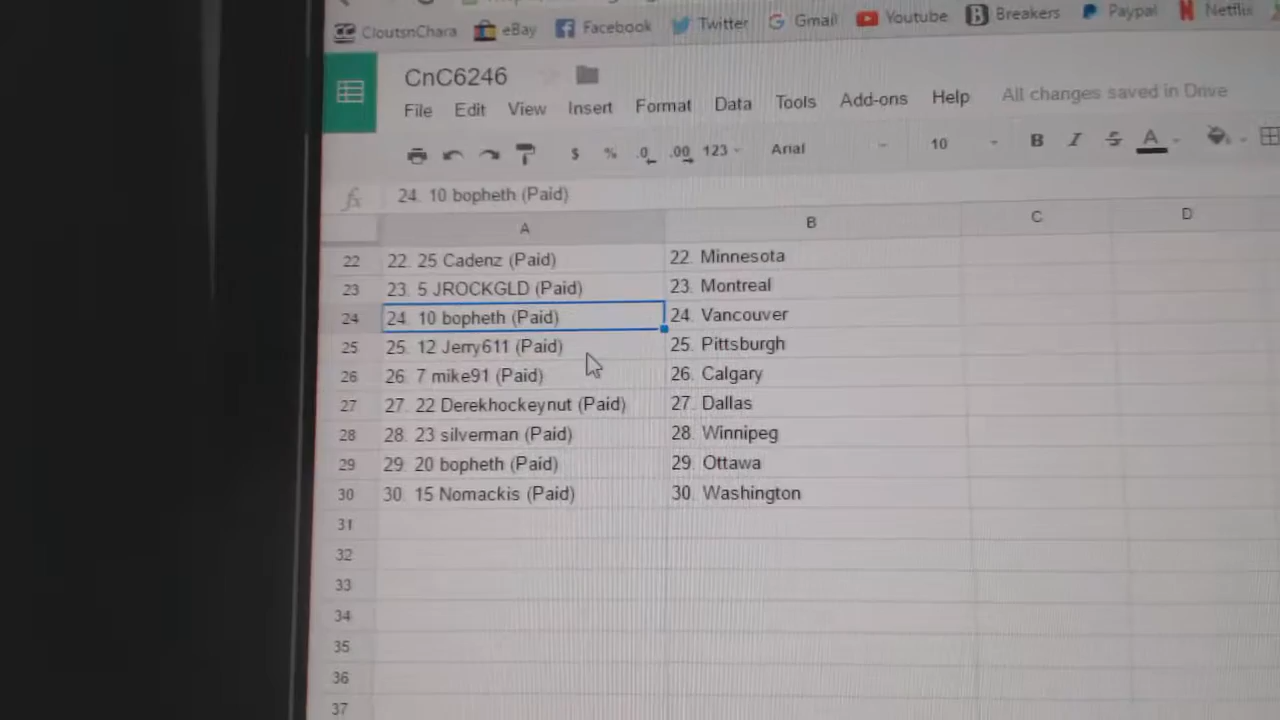 CloutsnChara eBay Facebook Twitter Gmail Youtube Breakers Paypal Netflix
CnC6246
File Edit View Insert Format Data Tools Add-ons Help All changes saved in Drive
$ % .0 .00 123 Arial 10 B I S A
fx 24. 10 bopheth (Paid)
A B C D
22 22. 25 Cadenz (Paid) 22. Minnesota
23 23. 5 JROCKGLD (Paid) 23. Montreal
24 24. 10 bopheth (Paid) 24. Vancouver
25 25. 12 Jerry611 (Paid) 25. Pittsburgh
26 26. 7 mike91 (Paid) 26. Calgary
27 27. 22 Derekhockeynut (Paid) 27. Dallas
28 28. 23 silverman (Paid) 28. Winnipeg
29 29. 20 bopheth (Paid) 29. Ottawa
30 30. 15 Nomackis (Paid) 30. Washington
31
32
33
34
35
36
37